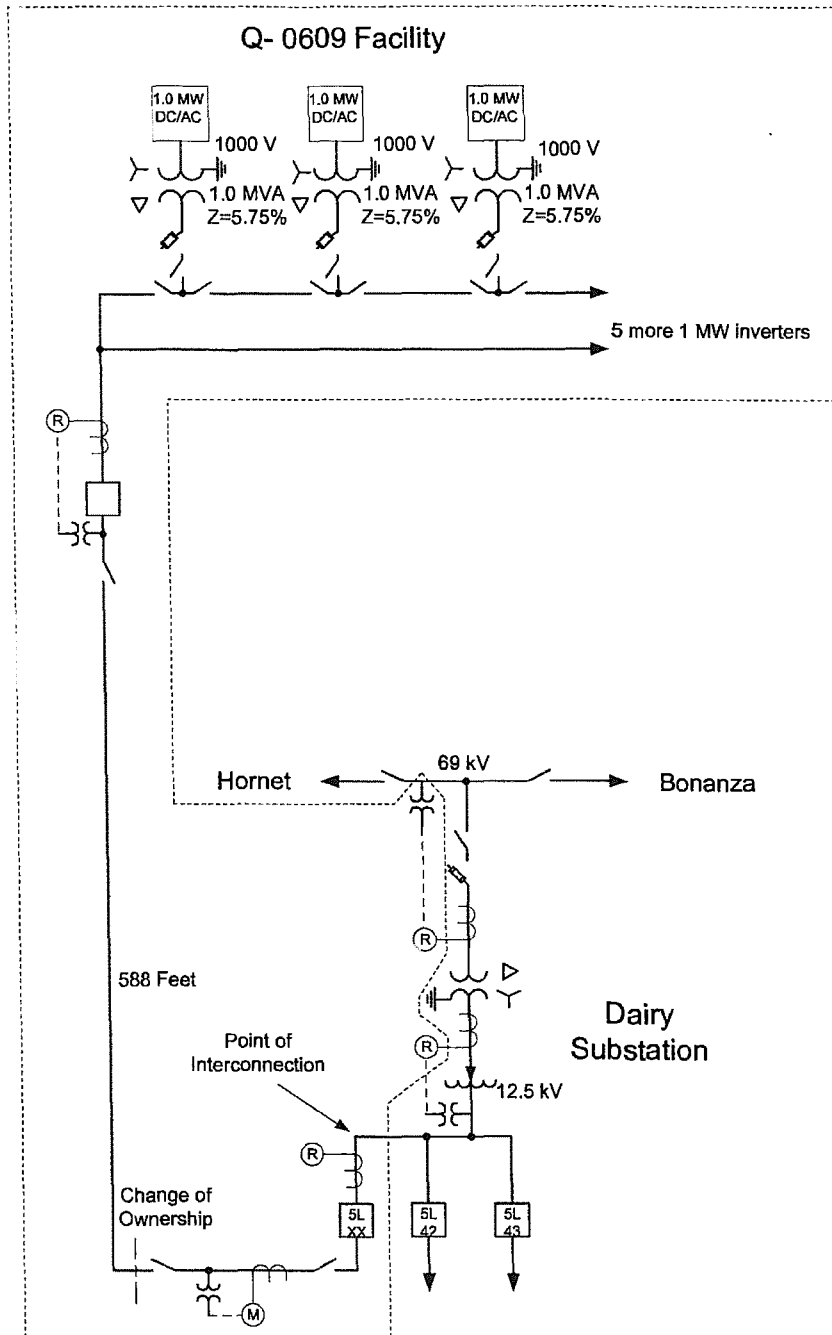 Q- 0609 Facility
1.0 MW
DC/AC
1.0 MW
DC/AC
1.0 MW
DC/AC
1000 V
1000 V
1000 V
1.0 MVA
Z=5.75%
1.0 MVA
Z=5.75%
1.0 MVA
Z=5.75%
5 more 1 MW inverters
R
69 kV
Hornet
Bonanza
R
588 Feet
Dairy
Substation
Point of
Interconnection
R
12.5 kV
R
Change of
Ownership
5L
XX
5L
42
5L
43
M